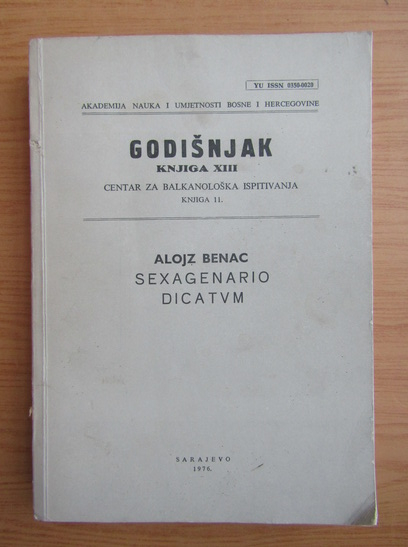 YU ISSN 0350-0020
AKADEMIJA NAUKA I UMJETNOSTI BOSNE I HERCEGOVINE
GODIŠNJAK
KNJIGA XIII
CENTAR ZA BALKANOLOŠKA ISPITIVANJA
KNJIGA 11.
ALOJZ BENAC
SEXAGENARIO
DICATVM
SARAJEVO
1976.